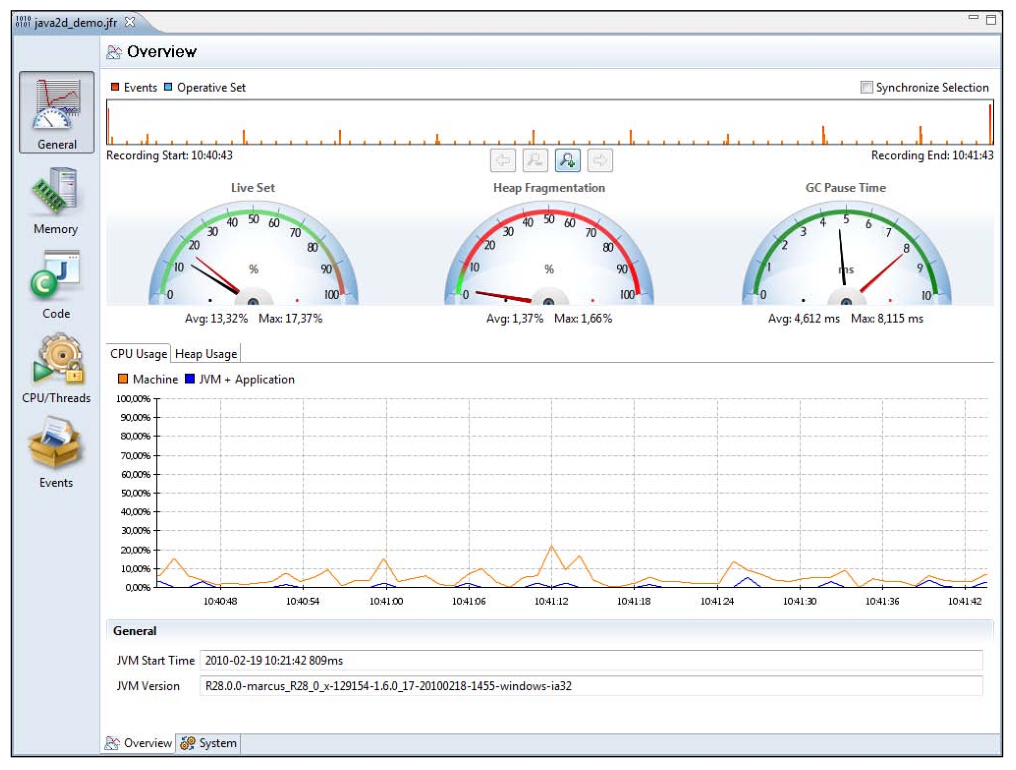 java2d_demo.jfr
Overview
Events Operative Set Synchronize Selection
General
Recording Start: 10:40:43 Recording End: 10:41:43
Memory
Code
CPU/Threads
Events
Live Set Heap Fragmentation GC Pause Time
0 10 20 30 40 50 60 70 80 90 100
%
0 10 20 30 40 50 60 70 80 90 100
%
0 1 2 3 4 5 6 7 8 9 10
ms
Avg: 13,32% Max: 17,37% Avg: 1,37% Max: 1,66% Avg: 4,612 ms Max: 8,115 ms
CPU Usage Heap Usage
Machine JVM + Application
100,00%
90,00%
80,00%
70,00%
60,00%
50,00%
40,00%
30,00%
20,00%
10,00%
0,00%
10:40:48 10:40:54 10:41:00 10:41:06 10:41:12 10:41:18 10:41:24 10:41:30 10:41:36 10:41:42
General
JVM Start Time 2010-02-19 10:21:42 809ms
JVM Version R28.0.0-marcus_R28_0_x-129154-1.6.0_17-20100218-1455-windows-ia32
Overview System